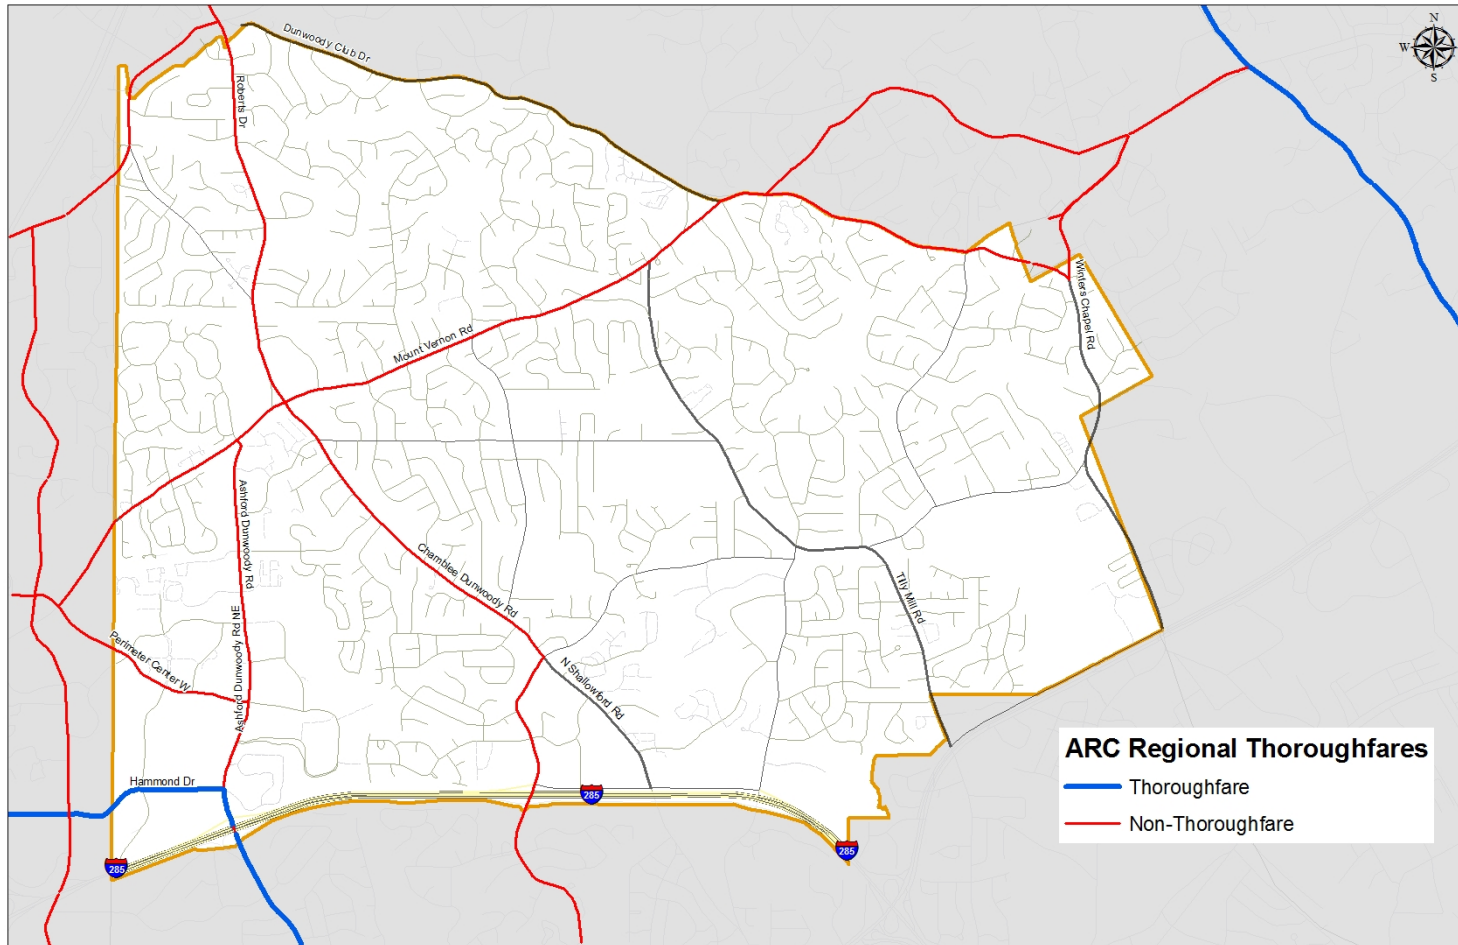 N
W
S
Dunwoody Club Dr
Roberts Dr
Winters Chapel Rd
Mount Vernon Rd
Ashford Dunwoody Rd
Chamblee Dunwoody Rd
Tilly Mill Rd
Ashford Dunwoody Rd NE
Perimeter Center W
N Shallowford Rd
Hammond Dr
285
285
285
ARC Regional Thoroughfares
Thoroughfare
Non-Thoroughfare